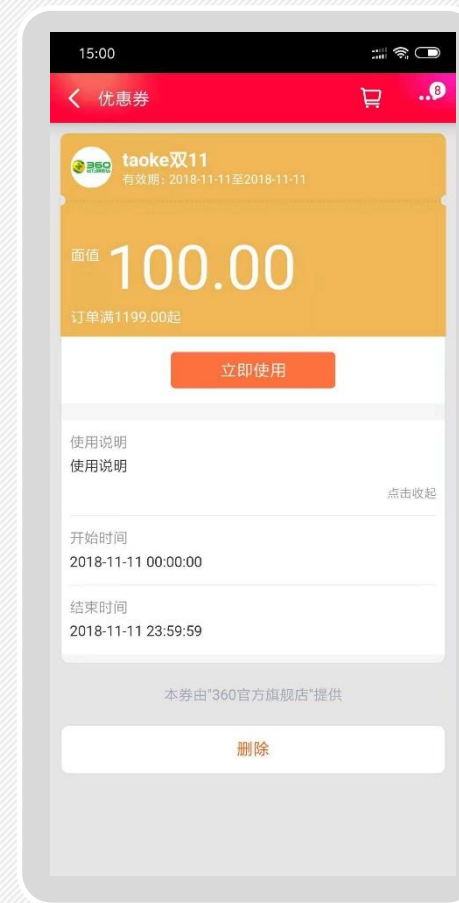 15:00
优惠券
8
360
taoke双11
有效期：2018-11-11至2018-11-11
面值 100.00
订单满1199.00起
立即使用
使用说明
使用说明
点击收起
开始时间
2018-11-11 00:00:00
结束时间
2018-11-11 23:59:59
本券由"360官方旗舰店"提供
删除